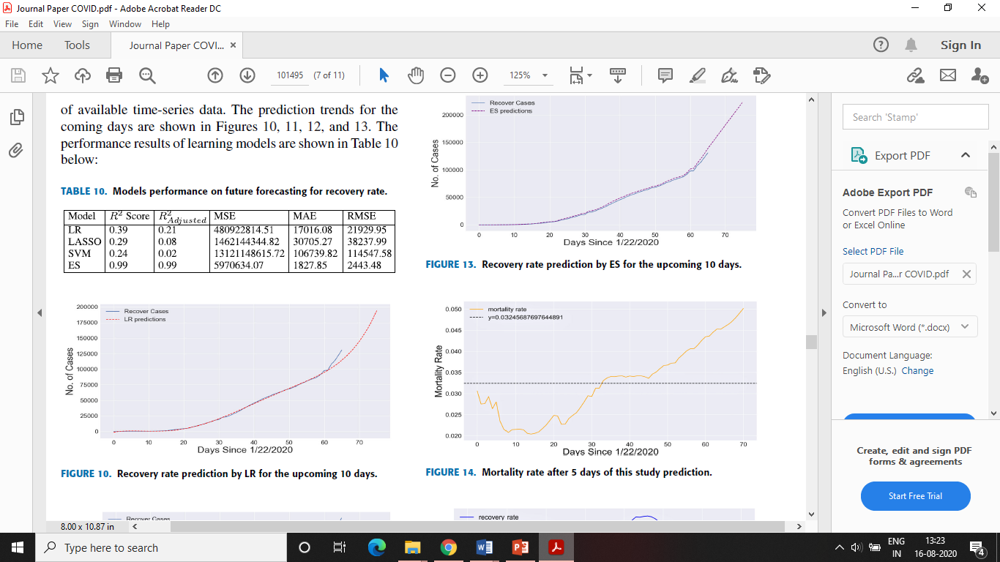 Journal Paper COVID.pdf - Adobe Acrobat Reader DC
File Edit View Sign Window Help
Home Tools Journal Paper COVI... × Sign In
101495 (7 of 11) 125%
of available time-series data. The prediction trends for the
coming days are shown in Figures 10, 11, 12, and 13. The
performance results of learning models are shown in Table 10
below:
TABLE 10. Models performance on future forecasting for recovery rate.
Model R² Score R²Adjusted MSE MAE RMSE
LR 0.39 0.21 480922814.51 17016.08 21929.95
LASSO 0.29 0.08 1462144344.82 30705.27 38237.99
SVM 0.24 0.02 13121148615.72 106739.82 114547.58
ES 0.99 0.99 5970634.07 1827.85 2443.48
200000
175000
150000
125000
100000
75000
50000
25000
0
No. of Cases
Recover Cases
LR predictions
0 10 20 30 40 50 60 70
Days Since 1/22/2020
FIGURE 10. Recovery rate prediction by LR for the upcoming 10 days.
Recover Cases
Recover Cases
ES predictions
200000
150000
100000
50000
0
No. of Cases
0 10 20 30 40 50 60 70
Days Since 1/22/2020
FIGURE 13. Recovery rate prediction by ES for the upcoming 10 days.
mortality rate
y=0.03245687697644891
0.050
0.045
0.040
0.035
0.030
0.025
0.020
Mortality Rate
0 10 20 30 40 50 60 70
Days Since 1/22/2020
FIGURE 14. Mortality rate after 5 days of this study prediction.
recovery rate
8.00 x 10.87 in
Search 'Stamp'
Export PDF
Adobe Export PDF
Convert PDF Files to Word
or Excel Online
Select PDF File
Journal Pa...r COVID.pdf
Convert to
Microsoft Word (*.docx)
Document Language:
English (U.S.) Change
Create, edit and sign PDF
forms & agreements
Start Free Trial
Type here to search
ENG
IN
13:23
16-08-2020
4